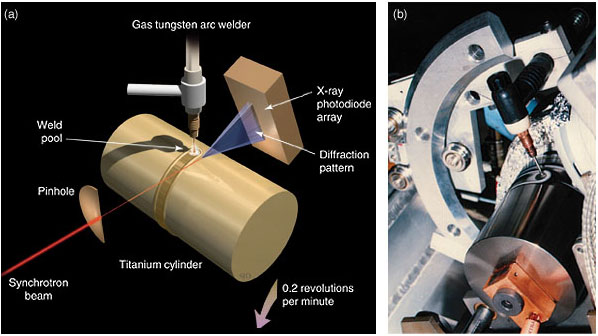 (a)
Gas tungsten arc welder
X-ray
photodiode
array
Weld
pool
Diffraction
pattern
Pinhole
Titanium cylinder
Synchrotron
beam
0.2 revolutions
per minute
(b)